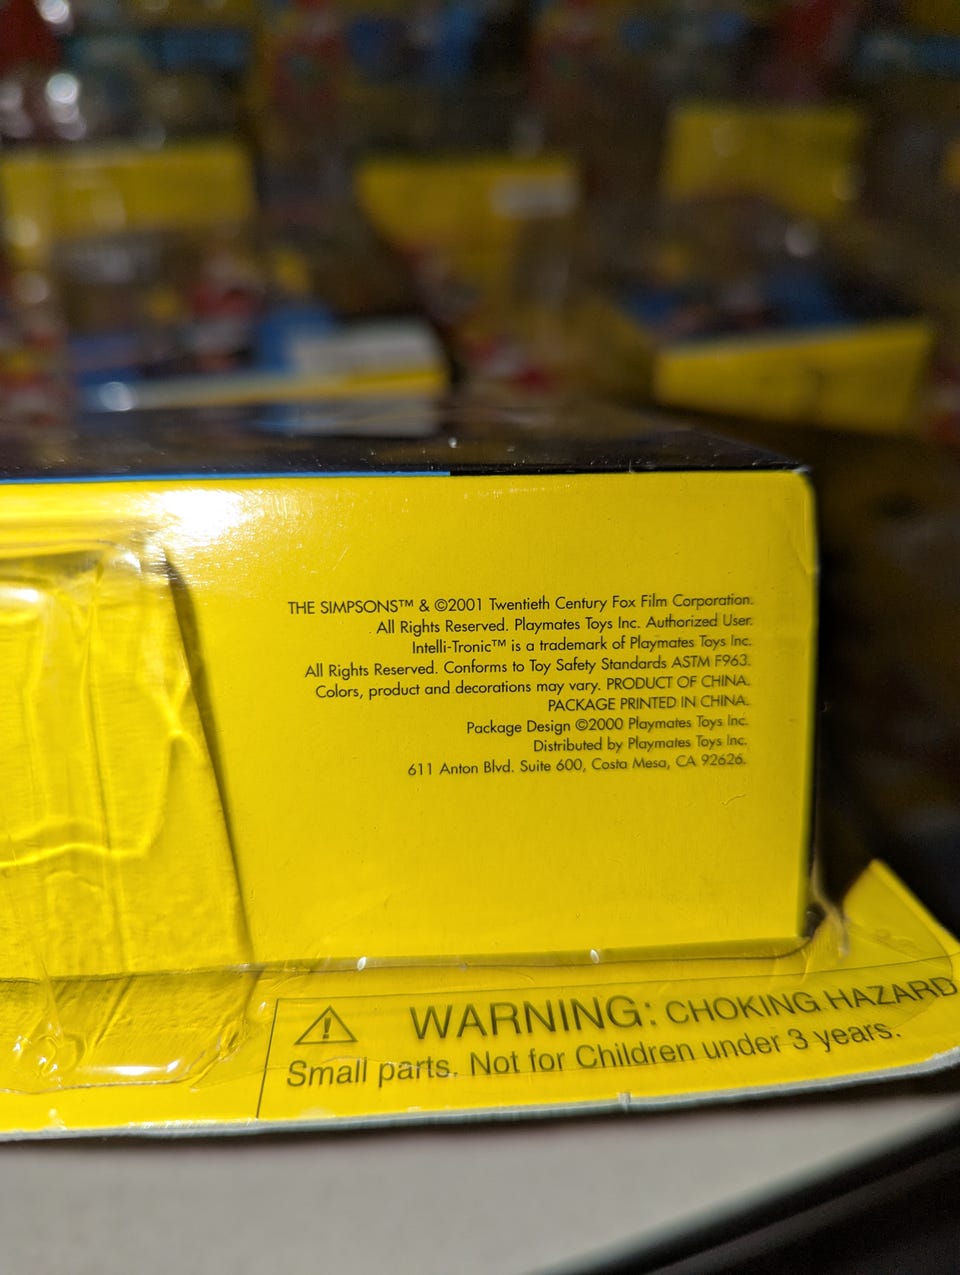 THE SIMPSONS™ & ©2001 Twentieth Century Fox Film Corporation.
All Rights Reserved. Playmates Toys Inc. Authorized User.
Intelli-Tronic™ is a trademark of Playmates Toys Inc.
All Rights Reserved. Conforms to Toy Safety Standards ASTM F963.
Colors, product and decorations may vary. PRODUCT OF CHINA.
PACKAGE PRINTED IN CHINA.
Package Design ©2000 Playmates Toys Inc.
Distributed by Playmates Toys Inc.
611 Anton Blvd. Suite 600, Costa Mesa, CA 92626.
WARNING: CHOKING HAZARD
Small parts. Not for Children under 3 years.